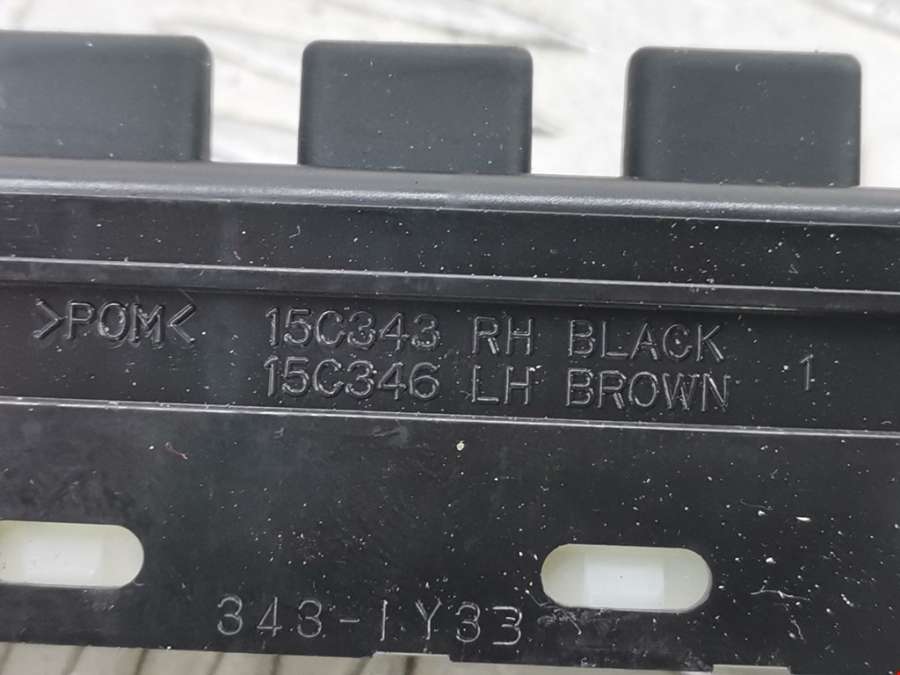 >POM< 15C343 RH BLACK
15C346 LH BROWN 1
343-1Y33